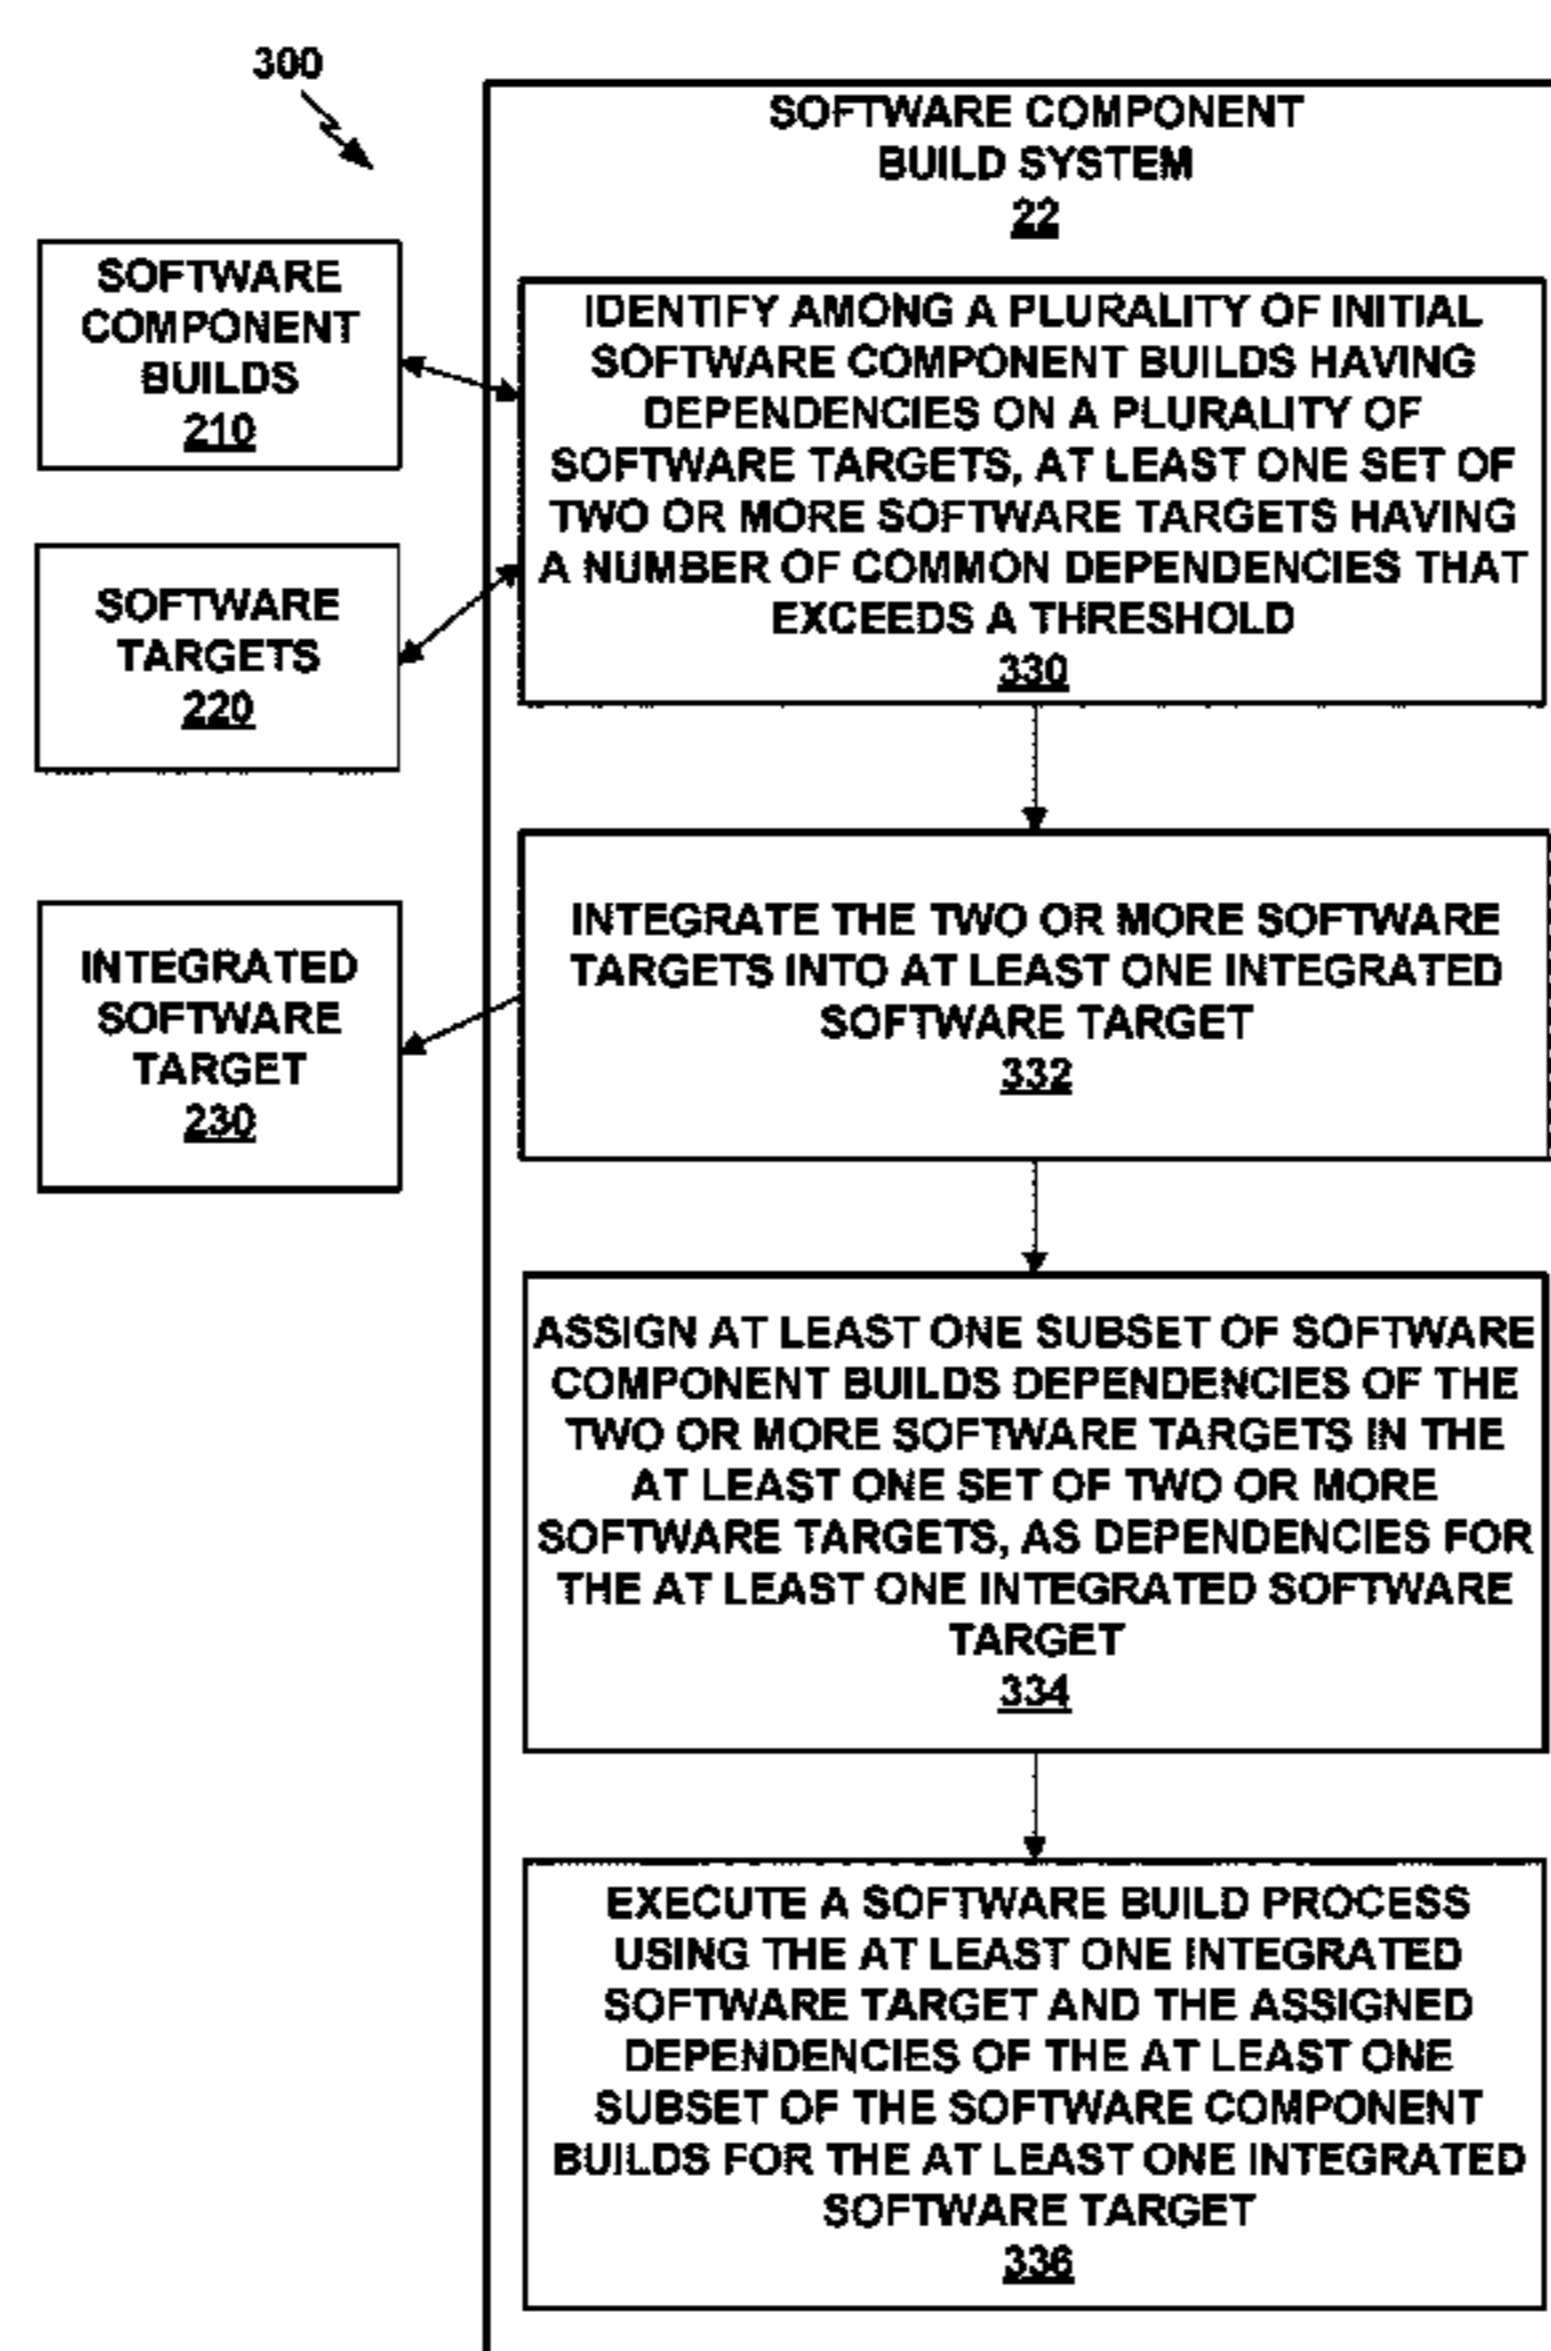 300
SOFTWARE COMPONENT
BUILD SYSTEM
22
SOFTWARE
COMPONENT
BUILDS
210
SOFTWARE
TARGETS
220
INTEGRATED
SOFTWARE
TARGET
230
IDENTIFY AMONG A PLURALITY OF INITIAL
SOFTWARE COMPONENT BUILDS HAVING
DEPENDENCIES ON A PLURALITY OF
SOFTWARE TARGETS, AT LEAST ONE SET OF
TWO OR MORE SOFTWARE TARGETS HAVING
A NUMBER OF COMMON DEPENDENCIES THAT
EXCEEDS A THRESHOLD
330
INTEGRATE THE TWO OR MORE SOFTWARE
TARGETS INTO AT LEAST ONE INTEGRATED
SOFTWARE TARGET
332
ASSIGN AT LEAST ONE SUBSET OF SOFTWARE
COMPONENT BUILDS DEPENDENCIES OF THE
TWO OR MORE SOFTWARE TARGETS IN THE
AT LEAST ONE SET OF TWO OR MORE
SOFTWARE TARGETS, AS DEPENDENCIES FOR
THE AT LEAST ONE INTEGRATED SOFTWARE
TARGET
334
EXECUTE A SOFTWARE BUILD PROCESS
USING THE AT LEAST ONE INTEGRATED
SOFTWARE TARGET AND THE ASSIGNED
DEPENDENCIES OF THE AT LEAST ONE
SUBSET OF THE SOFTWARE COMPONENT
BUILDS FOR THE AT LEAST ONE INTEGRATED
SOFTWARE TARGET
336